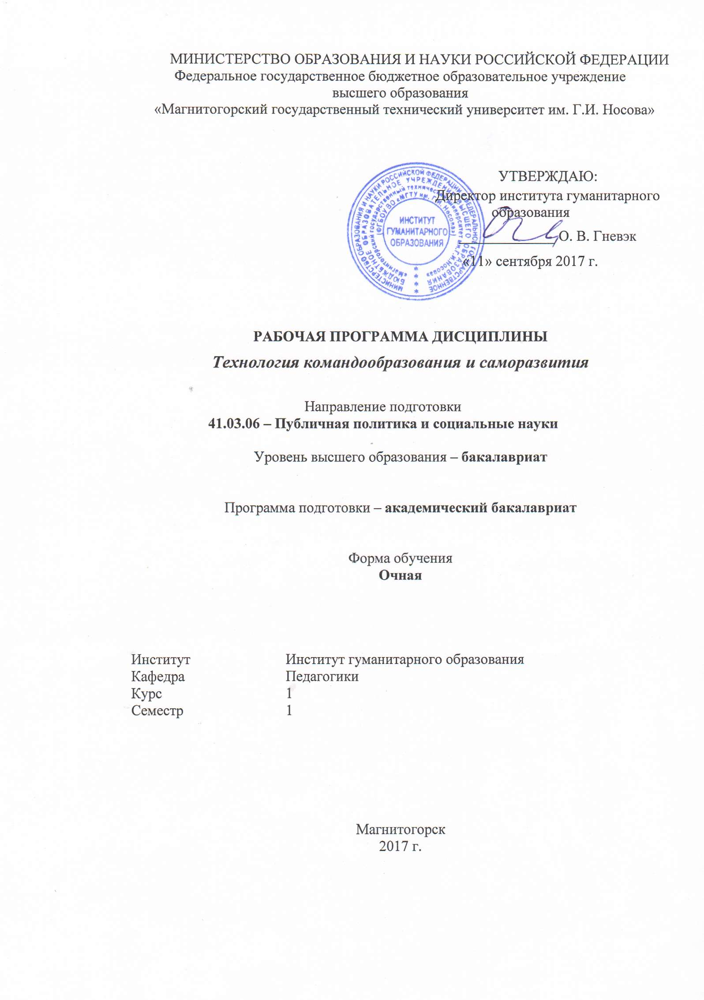 МИНИСТЕРСТВО ОБРАЗОВАНИЯ И НАУКИ РОССИЙСКОЙ ФЕДЕРАЦИИ
Федеральное государственное бюджетное образовательное учреждение
высшего образования
«Магнитогорский государственный технический университет им. Г.И. Носова»
УТВЕРЖДАЮ:
Директор института гуманитарного
образования
О. В. Гневэк
«11» сентября 2017 г.
МИНИСТЕРСТВО ОБРАЗОВАНИЯ И НАУКИ РОССИЙСКОЙ ФЕДЕРАЦИИ ФЕДЕРАЛЬНОЕ ГОСУДАРСТВЕННОЕ
БЮДЖЕТНОЕ ОБРАЗОВАТЕЛЬНОЕ УЧРЕЖДЕНИЕ ВЫСШЕГО ОБРАЗОВАНИЯ
«Магнитогорский государственный технический университет им. Г.И. Носова»
(ФГБОУ ВО «МГТУ им. Г.И. Носова»)
ИНСТИТУТ
ГУМАНИТАРНОГО
ОБРАЗОВАНИЯ
РАБОЧАЯ ПРОГРАММА ДИСЦИПЛИНЫ
Технология командообразования и саморазвития
Направление подготовки
41.03.06 – Публичная политика и социальные науки
Уровень высшего образования – бакалавриат
Программа подготовки – академический бакалавриат
Форма обучения
Очная
Институт Институт гуманитарного образования
Кафедра Педагогики
Курс 1
Семестр 1
Магнитогорск
2017 г.